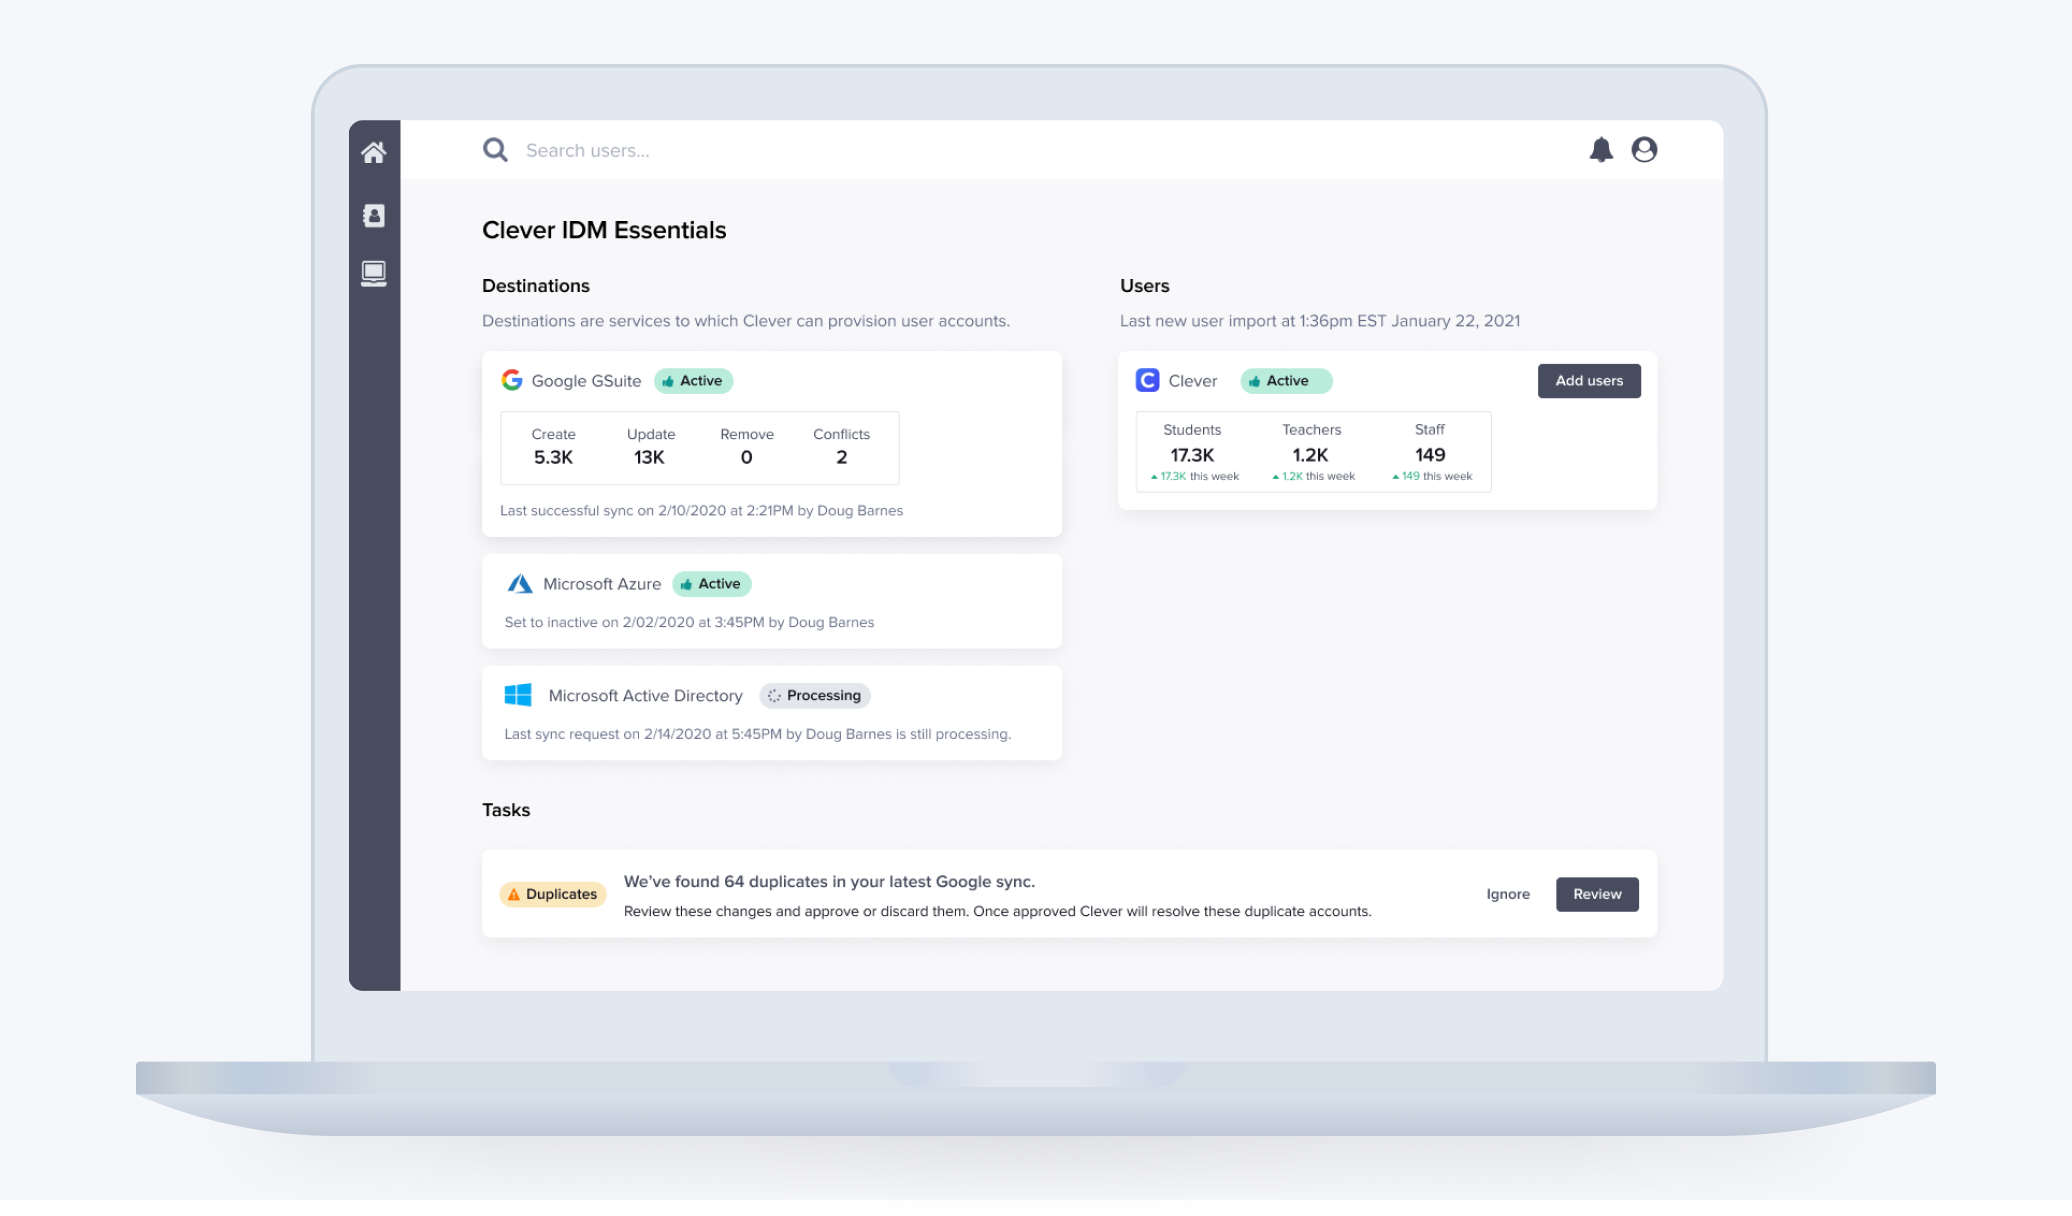 Search users...
Clever IDM Essentials
Destinations
Destinations are services to which Clever can provision user accounts.
Google GSuite Active
Create Update Remove Conflicts
5.3K 13K 0 2
Last successful sync on 2/10/2020 at 2:21PM by Doug Barnes
Microsoft Azure Active
Set to inactive on 2/02/2020 at 3:45PM by Doug Barnes
Microsoft Active Directory Processing
Last sync request on 2/14/2020 at 5:45PM by Doug Barnes is still processing.
Users
Last new user import at 1:36pm EST January 22, 2021
C Clever Active Add users
Students Teachers Staff
17.3K 1.2K 149
17.3K this week 1.2K this week 149 this week
Tasks
Duplicates
We've found 64 duplicates in your latest Google sync.
Review these changes and approve or discard them. Once approved Clever will resolve these duplicate accounts.
Ignore Review